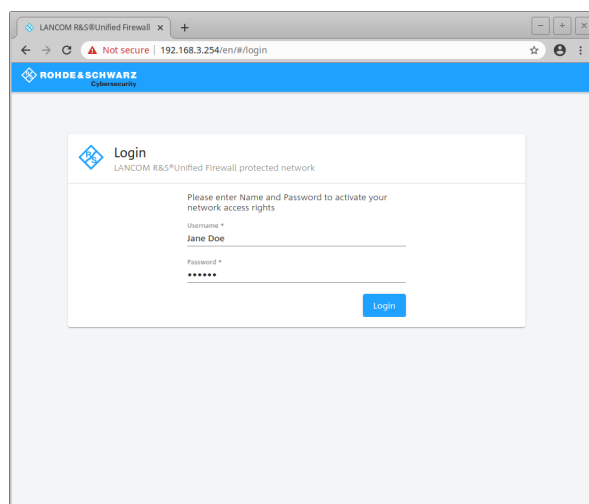 LANCOM R&S®Unified Firewall
Not secure | 192.168.3.254/en/#/login
ROHDE&SCHWARZ
Cybersecurity
R&S
Login
LANCOM R&S®Unified Firewall protected network
Please enter Name and Password to activate your
network access rights
Username *
Jane Doe
Password *
••••••
Login